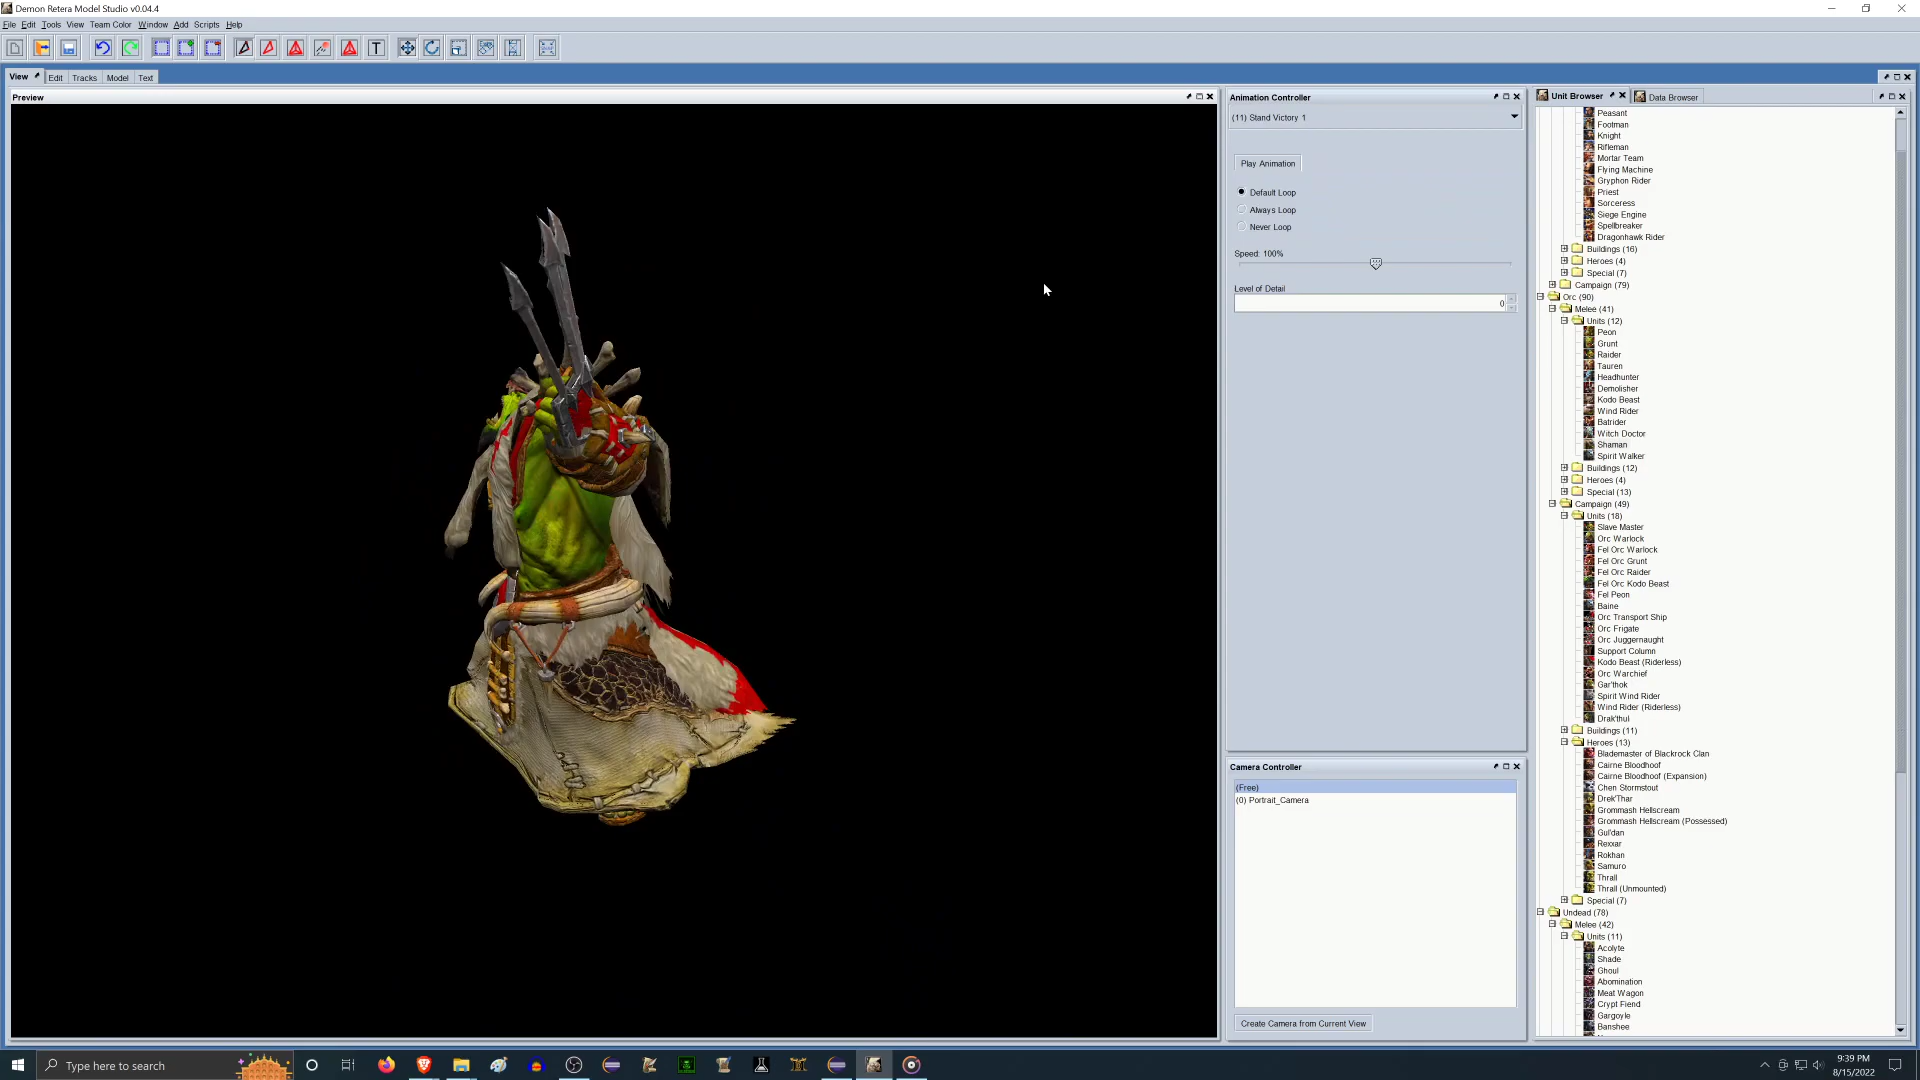 Demon Retera Model Studio v0.04.4
File Edit Tools View Team Color Window Add Scripts Help
T
View Edit Tracks Model Text
Preview
Animation Controller
(11) Stand Victory 1
Play Animation
Default Loop
Always Loop
Never Loop
Speed: 100%
Level of Detail
0
Camera Controller
(Free)
(0) Portrait_Camera
Create Camera from Current View
Unit Browser
Data Browser
Peasant
Footman
Knight
Rifleman
Mortar Team
Flying Machine
Gryphon Rider
Priest
Sorceress
Siege Engine
Spellbreaker
Dragonhawk Rider
Buildings (16)
Heroes (4)
Special (7)
Campaign (79)
Orc (90)
Melee (41)
Units (12)
Peon
Grunt
Raider
Tauren
Headhunter
Demolisher
Kodo Beast
Wind Rider
Batrider
Witch Doctor
Shaman
Spirit Walker
Buildings (12)
Heroes (4)
Special (13)
Campaign (49)
Units (18)
Slave Master
Orc Warlock
Fel Orc Warlock
Fel Orc Grunt
Fel Orc Raider
Fel Orc Kodo Beast
Fel Peon
Baine
Orc Transport Ship
Orc Frigate
Orc Juggernaught
Support Column
Kodo Beast (Riderless)
Orc Warchief
Gar'thok
Spirit Wind Rider
Wind Rider (Riderless)
Drak'thul
Buildings (11)
Heroes (13)
Blademaster of Blackrock Clan
Cairne Bloodhoof
Cairne Bloodhoof (Expansion)
Chen Stormstout
Drek'Thar
Grommash Hellscream
Grommash Hellscream (Possessed)
Gul'dan
Rexxar
Rokhan
Samuro
Thrall
Thrall (Unmounted)
Special (7)
Undead (78)
Melee (42)
Units (11)
Acolyte
Shade
Ghoul
Abomination
Meat Wagon
Crypt Fiend
Gargoyle
Banshee
Type here to search
9:39 PM
8/15/2022